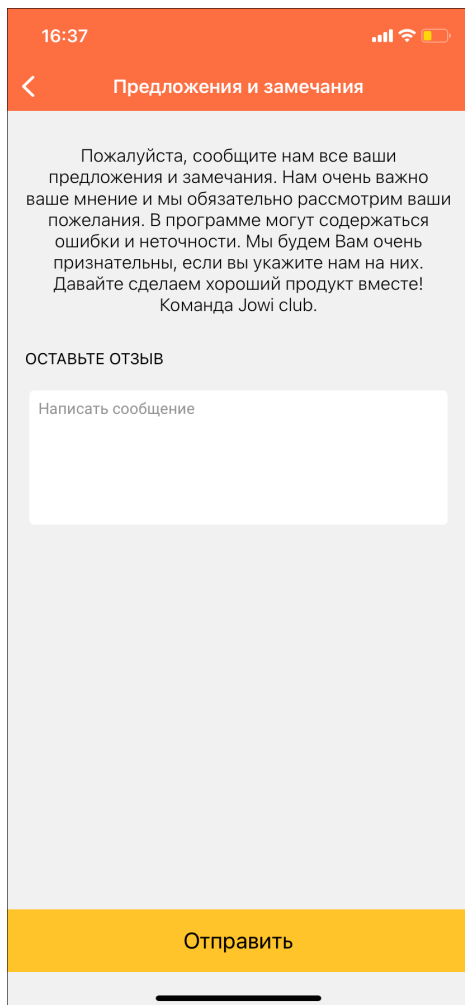 16:37
Предложения и замечания
Пожалуйста, сообщите нам все ваши
предложения и замечания. Нам очень важно
ваше мнение и мы обязательно рассмотрим ваши
пожелания. В программе могут содержаться
ошибки и неточности. Мы будем Вам очень
признательны, если вы укажите нам на них.
Давайте сделаем хороший продукт вместе!
Команда Jowi club.
ОСТАВЬТЕ ОТЗЫВ
Написать сообщение
Отправить